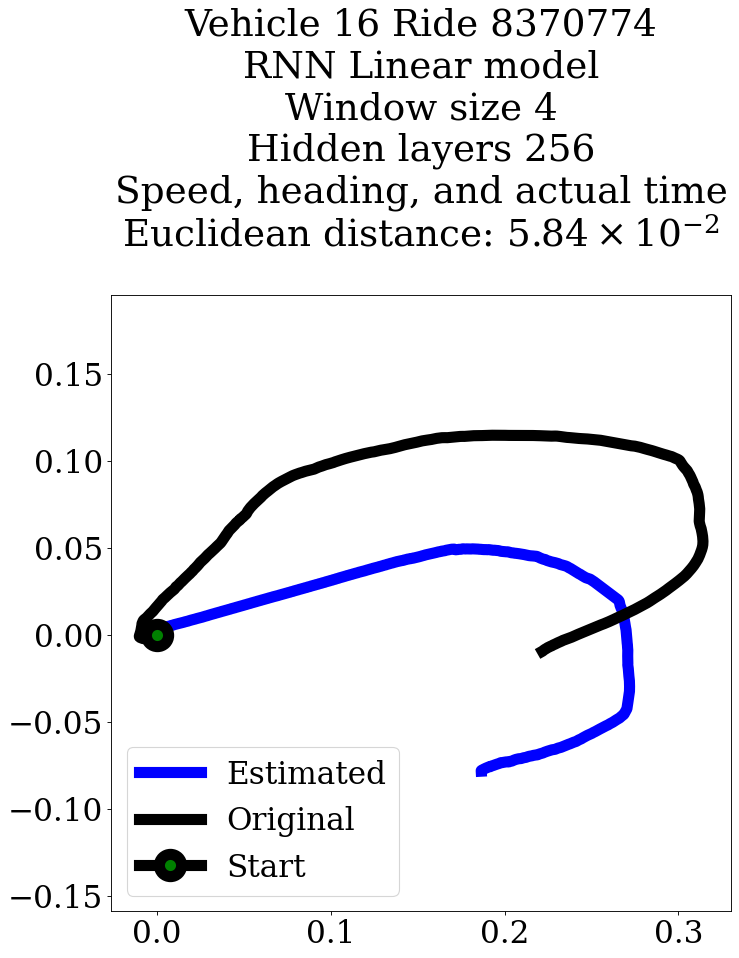 Vehicle 16 Ride 8370774
RNN Linear model
Window size 4
Hidden layers 256
Speed, heading, and actual time
Euclidean distance: 5.84 × 10⁻²
0.15
0.10
0.05
0.00
−0.05
−0.10
−0.15
Estimated
Original
Start
0.0 0.1 0.2 0.3